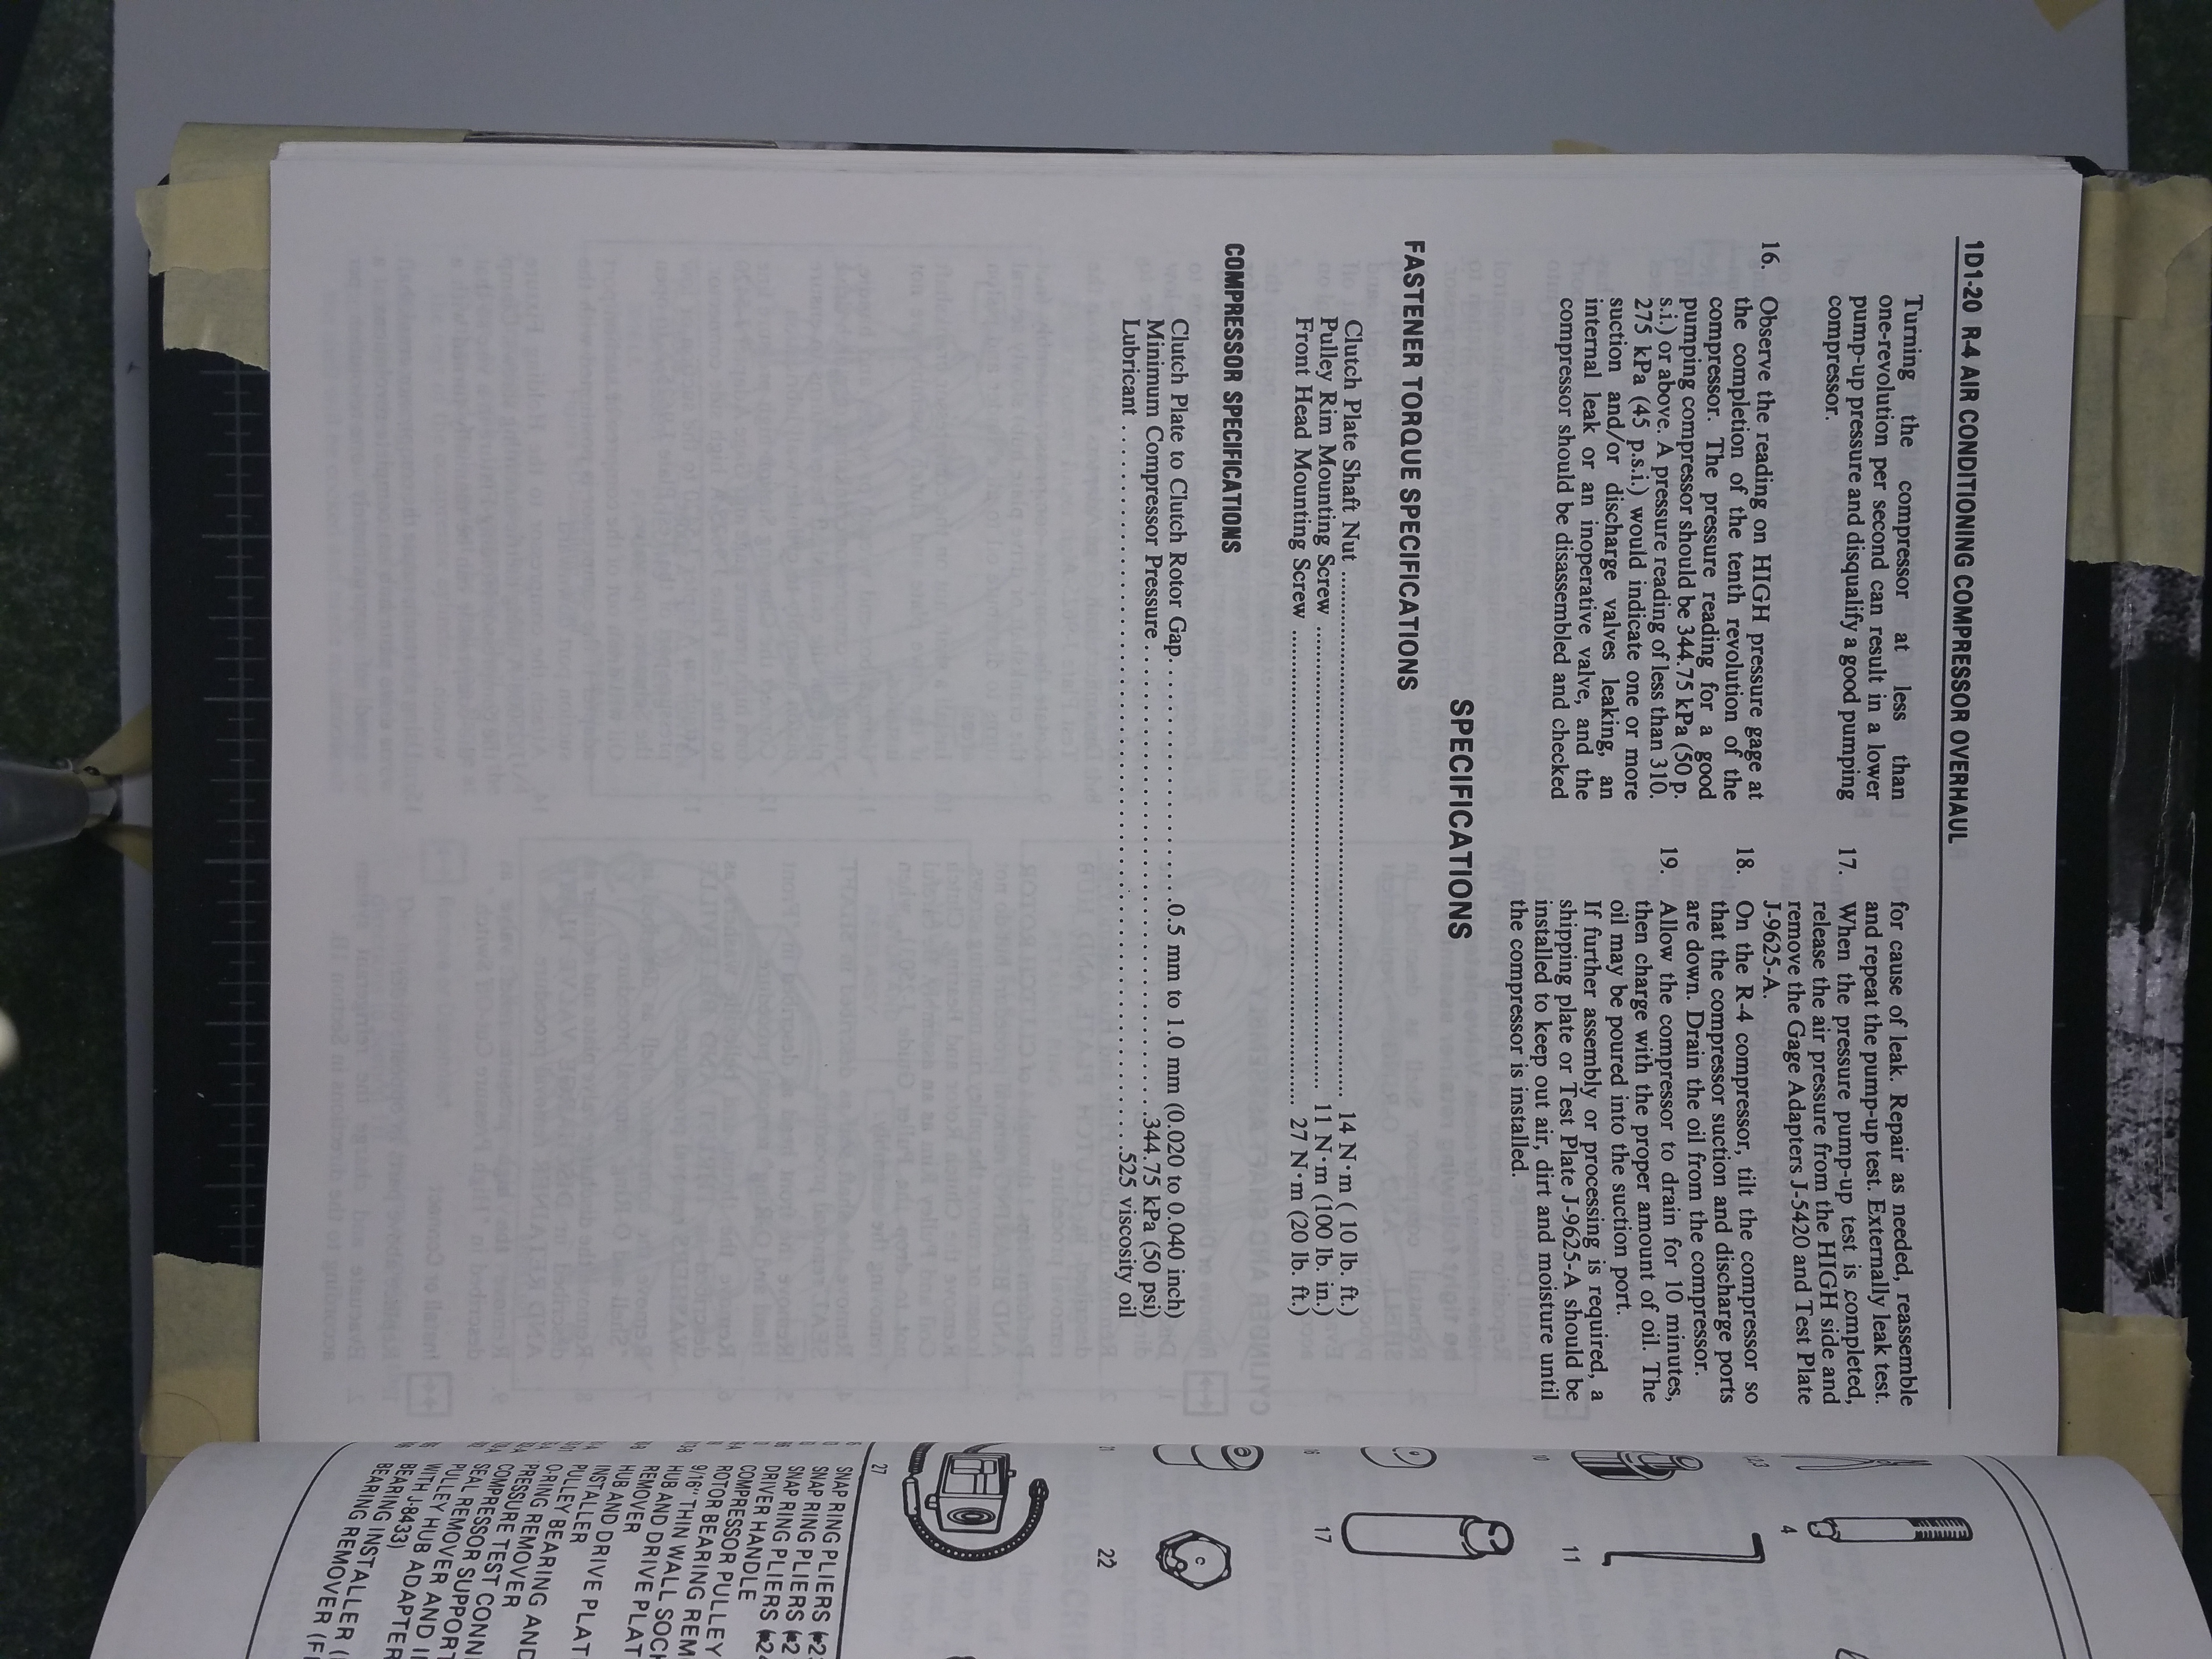 1D1-20 R-4 AIR CONDITIONING COMPRESSOR OVERHAUL
Turning the compressor at less than
one-revolution per second can result in a lower
pump-up pressure and disqualify a good pumping
compressor.
16. Observe the reading on HIGH pressure gage at
the completion of the tenth revolution of the
compressor. The pressure reading for a good
pumping compressor should be 344.75 kPa (50 p.
s.i.) or above. A pressure reading of less than 310.
275 kPa (45 p.s.i.) would indicate one or more
suction and/or discharge valves leaking, an
internal leak or an inoperative valve, and the
compressor should be disassembled and checked
for cause of leak. Repair as needed, reassemble
and repeat the pump-up test. Externally leak test.
17. When the pressure pump-up test is completed,
release the air pressure from the HIGH side and
remove the Gage Adapters J-5420 and Test Plate
J-9625-A.
18. On the R-4 compressor, tilt the compressor so
that the compressor suction and discharge ports
are down. Drain the oil from the compressor.
19. Allow the compressor to drain for 10 minutes,
then charge with the proper amount of oil. The
oil may be poured into the suction port.
If further assembly or processing is required, a
shipping plate or Test Plate J-9625-A should be
installed to keep out air, dirt and moisture until
the compressor is installed.
SPECIFICATIONS
FASTENER TORQUE SPECIFICATIONS
Clutch Plate Shaft Nut ........ 14 N·m ( 10 lb. ft.)
Pulley Rim Mounting Screw ........ 11 N·m (100 lb. in.)
Front Head Mounting Screw ........ 27 N·m (20 lb. ft.)
COMPRESSOR SPECIFICATIONS
Clutch Plate to Clutch Rotor Gap. . . . . . . . 0.5 mm to 1.0 mm (0.020 to 0.040 inch)
Minimum Compressor Pressure . . . . . . . . 344.75 kPa (50 psi)
Lubricant . . . . . . . . 525 viscosity oil
4
10
11
16
17
21
22
27
SNAP RING PLIERS
SNAP RING PLIERS
SNAP RING PLIERS
DRIVER HANDLE
COMPRESSOR PULLEY
ROTOR BEARING REM
9/16" THIN WALL SOCK
HUB AND DRIVE PLAT
REMOVER
HUB AND DRIVE PLAT
INSTALLER
PULLEY BEARING AND
O-RING REMOVER
PRESSURE TEST CONN
COMPRESSOR
SEAL REMOVER
PULLEY HUB SUPPORT
WITH J-8433) ADAPTER
BEARING INSTALLER
BEARING REMOVER